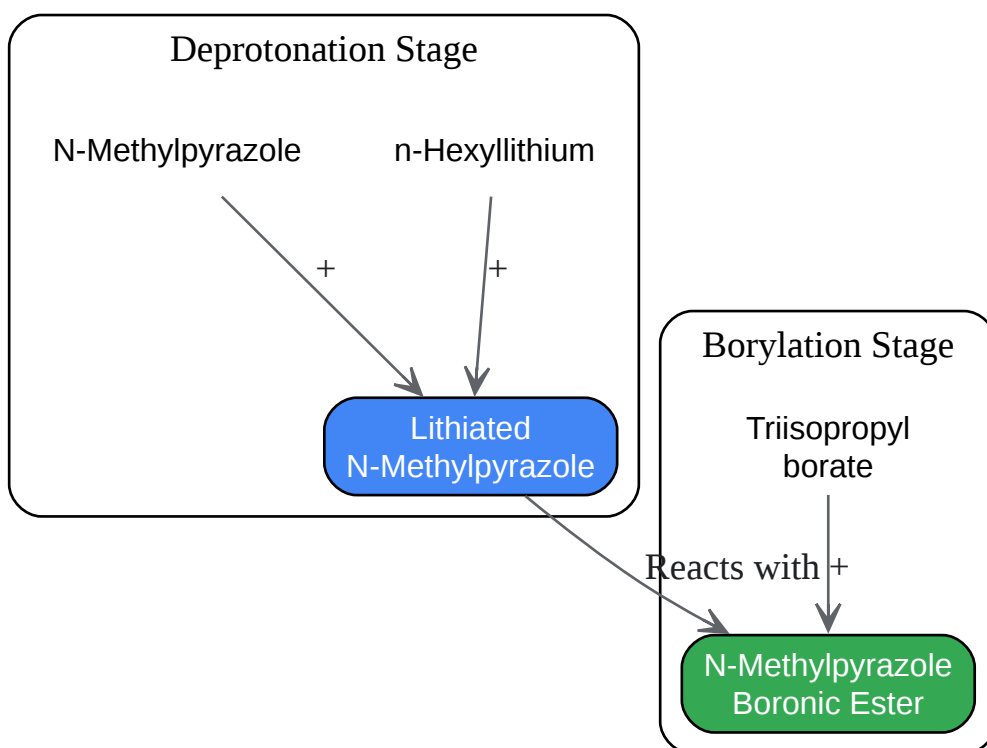 Deprotonation Stage
N-Methylpyrazole
n-Hexyllithium
+
+
Lithiated
N-Methylpyrazole
Borylation Stage
Triisopropyl
borate
Reacts with
+
N-Methylpyrazole
Boronic Ester